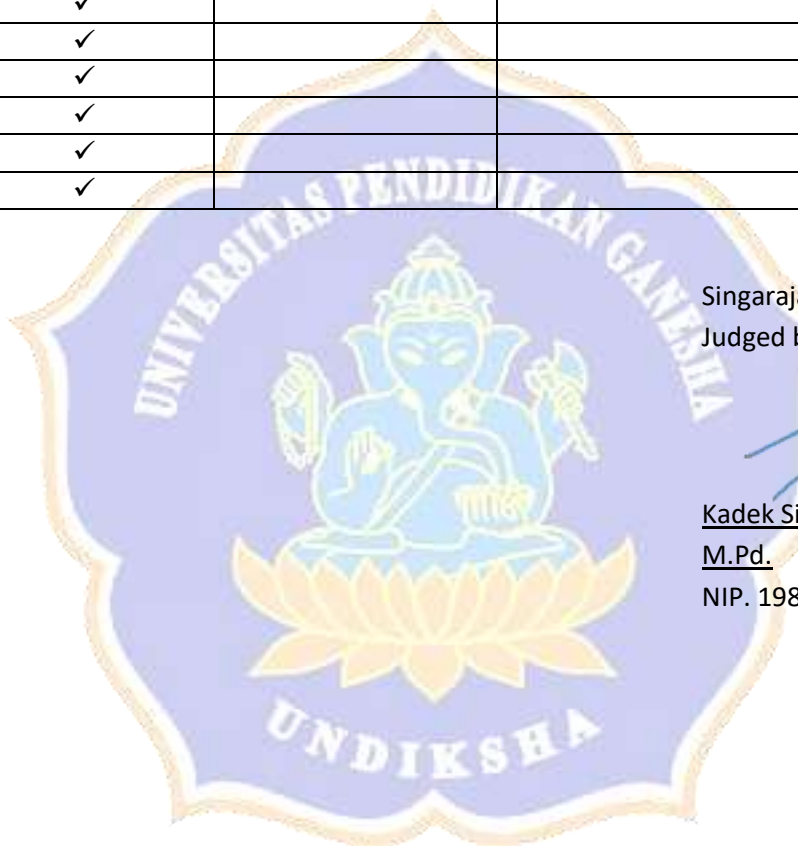 ✓
✓
✓
✓
✓
✓
UNIVERSITAS PENDIDIKAN GANESHA
Singaraj
Judged b
Kadek Si
M.Pd.
NIP. 198
UNDIKSHA